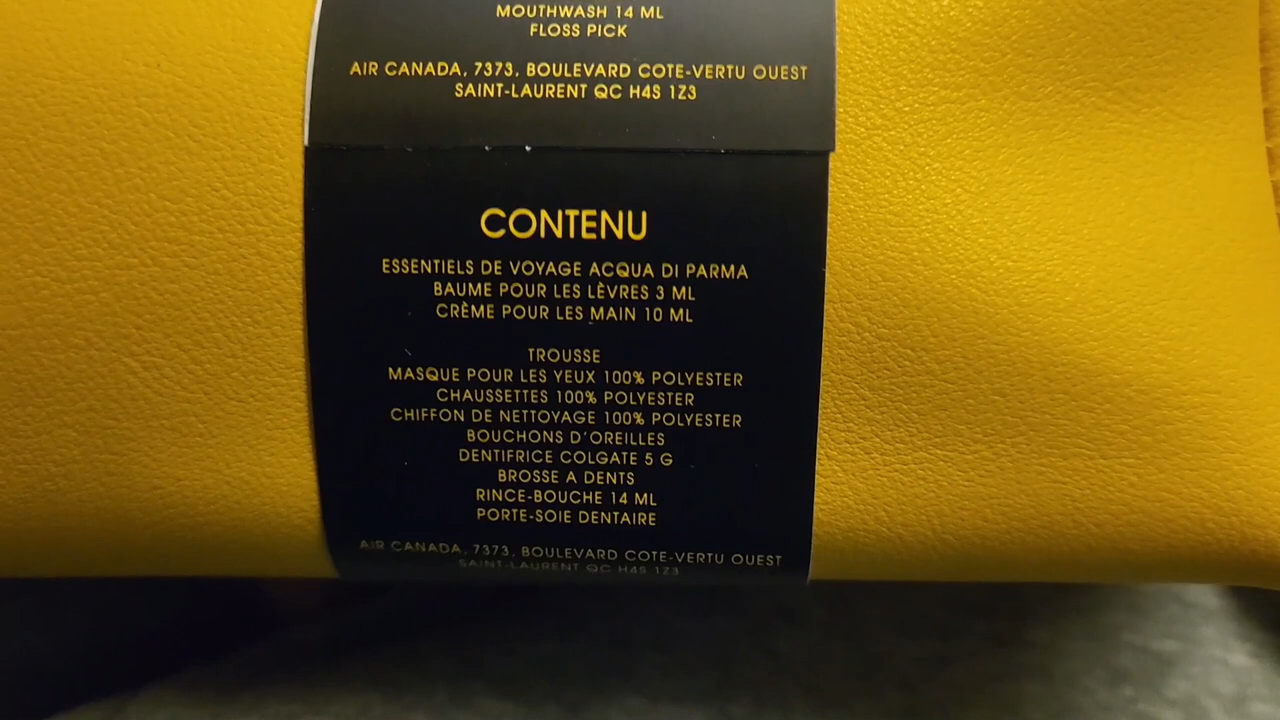 MOUTHWASH 14 ML
FLOSS PICK
AIR CANADA, 7373, BOULEVARD COTE-VERTU OUEST
SAINT-LAURENT QC H4S 1Z3
CONTENU
ESSENTIELS DE VOYAGE ACQUA DI PARMA
BAUME POUR LES LÈVRES 3 ML
CRÈME POUR LES MAIN 10 ML
TROUSSE
MASQUE POUR LES YEUX 100% POLYESTER
CHAUSSETTES 100% POLYESTER
CHIFFON DE NETTOYAGE 100% POLYESTER
BOUCHONS D'OREILLES
DENTIFRICE COLGATE 5 G
BROSSE A DENTS
RINCE-BOUCHE 14 ML
PORTE-SOIE DENTAIRE
AIR CANADA, 7373, BOULEVARD COTE-VERTU OUEST
SAINT-LAURENT QC H4S 1Z3